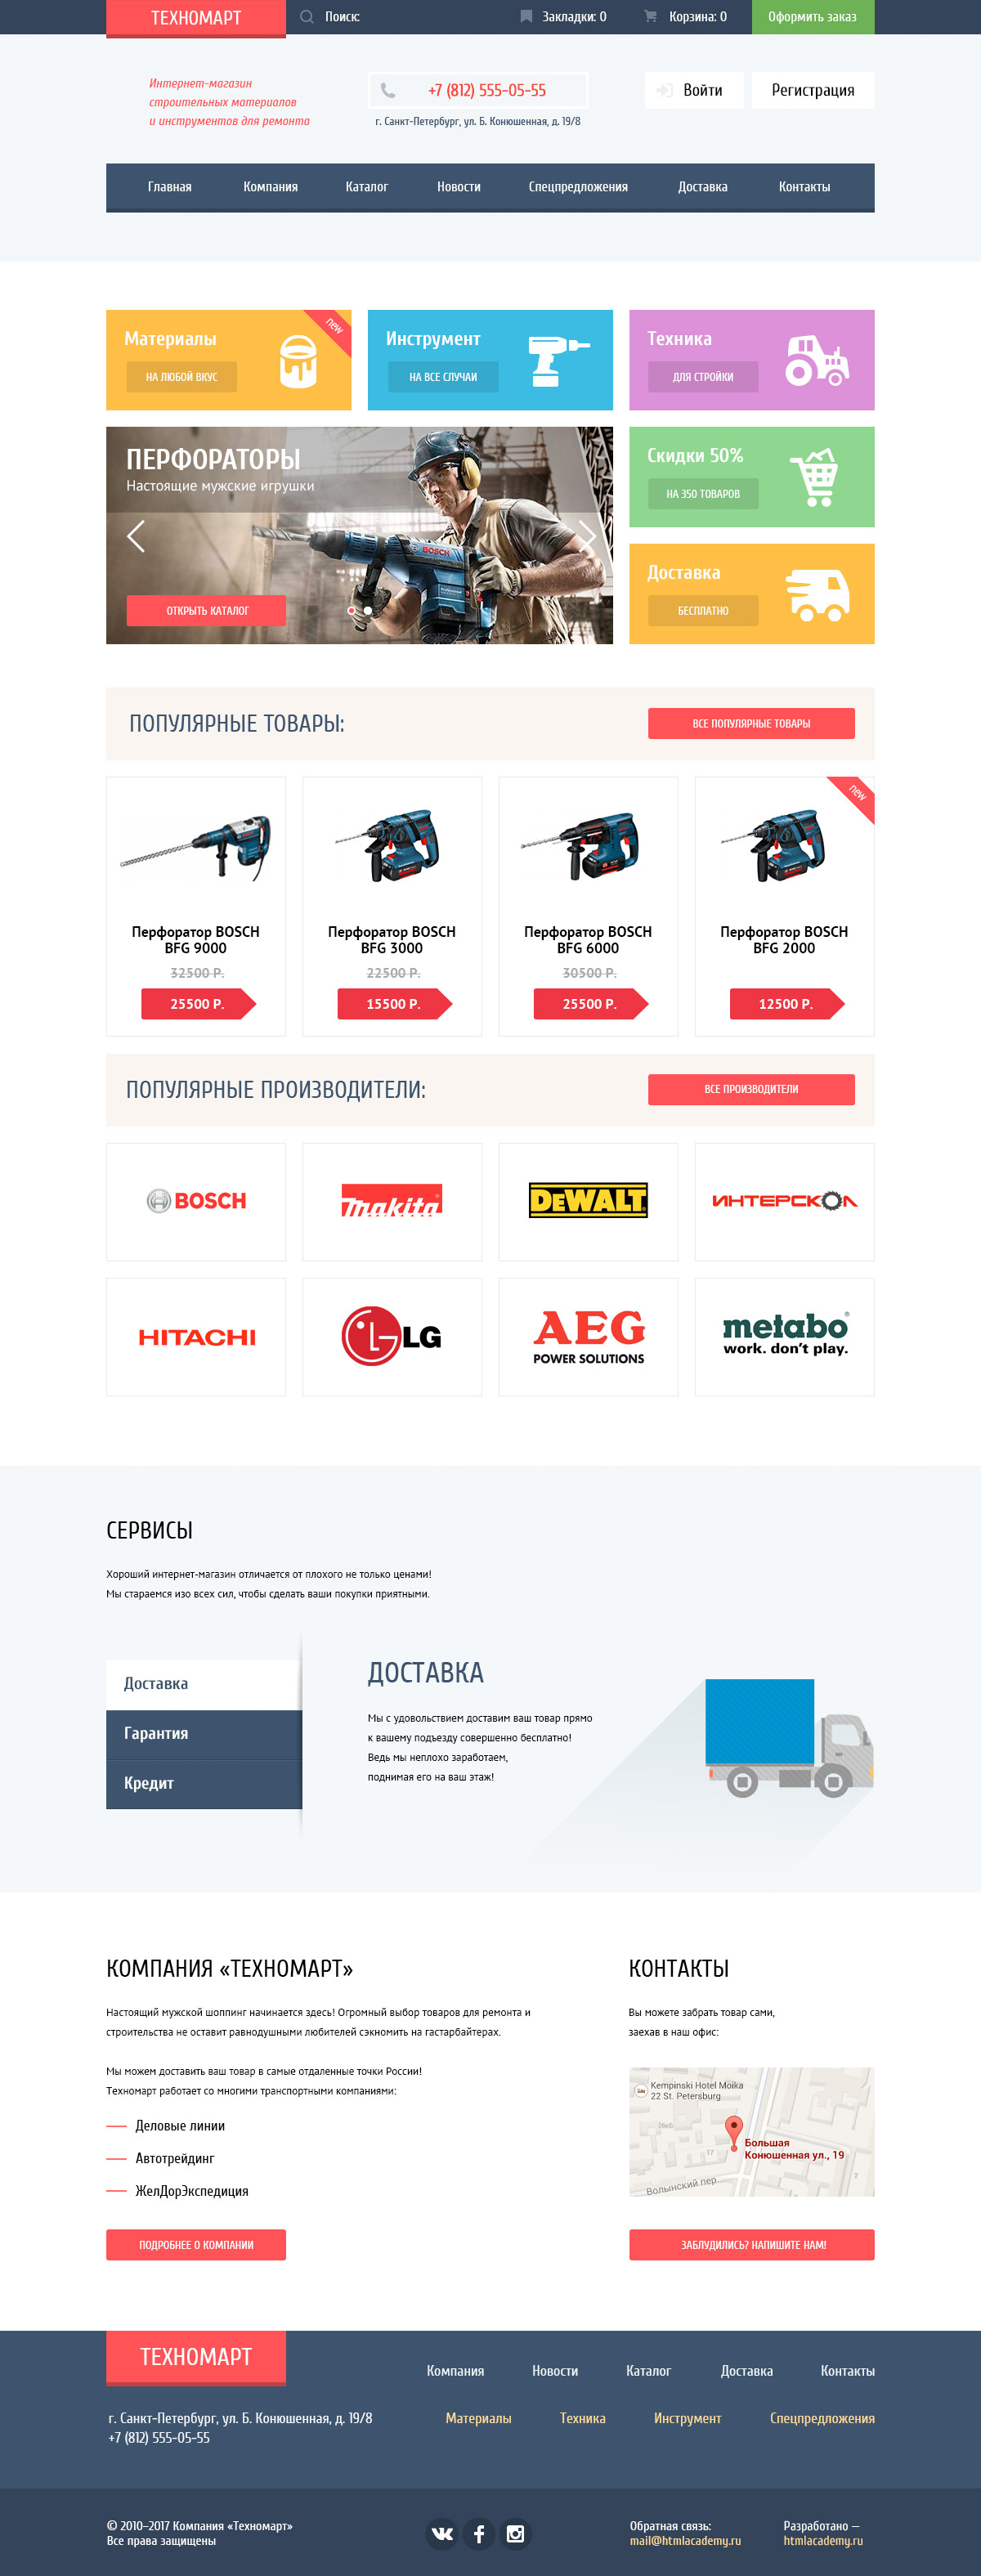 ТЕХНОМАРТ
Поиск:
Закладки: 0
Корзина: 0
Оформить заказ
Интернет-магазин
строительных материалов
и инструментов для ремонта
+7 (812) 555-05-55
г. Санкт-Петербург, ул. Б. Конюшенная, д. 19/8
Войти
Регистрация
Главная
Компания
Каталог
Новости
Спецпредложения
Доставка
Контакты
Материалы
НА ЛЮБОЙ ВКУС
new
Инструмент
НА ВСЕ СЛУЧАИ
Техника
ДЛЯ СТРОЙКИ
ПЕРФОРАТОРЫ
Настоящие мужские игрушки
BOSCH
ОТКРЫТЬ КАТАЛОГ
Скидки 50%
НА 350 ТОВАРОВ
Доставка
БЕСПЛАТНО
ПОПУЛЯРНЫЕ ТОВАРЫ:
ВСЕ ПОПУЛЯРНЫЕ ТОВАРЫ
Перфоратор BOSCH
BFG 9000
32500 Р.
25500 Р.
Перфоратор BOSCH
BFG 3000
22500 Р.
15500 Р.
Перфоратор BOSCH
BFG 6000
30500 Р.
25500 Р.
new
Перфоратор BOSCH
BFG 2000
12500 Р.
ПОПУЛЯРНЫЕ ПРОИЗВОДИТЕЛИ:
ВСЕ ПРОИЗВОДИТЕЛИ
BOSCH
makita
DEWALT
ИНТЕРСКОЛ
HITACHI
LG
AEG
POWER SOLUTIONS
metabo
work. don't play.
СЕРВИСЫ
Хороший интернет-магазин отличается от плохого не только ценами!
Мы стараемся изо всех сил, чтобы сделать ваши покупки приятными.
Доставка
Гарантия
Кредит
ДОСТАВКА
Мы с удовольствием доставим ваш товар прямо
к вашему подъезду совершенно бесплатно!
Ведь мы неплохо заработаем,
поднимая его на ваш этаж!
КОМПАНИЯ «ТЕХНОМАРТ»
Настоящий мужской шоппинг начинается здесь! Огромный выбор товаров для ремонта и
строительства не оставит равнодушными любителей сэкномить на гастарбайтерах.
Мы можем доставить ваш товар в самые отдаленные точки России!
Техномарт работает со многими транспортными компаниями:
Деловые линии
Автотрейдинг
ЖелДорЭкспедиция
ПОДРОБНЕЕ О КОМПАНИИ
КОНТАКТЫ
Вы можете забрать товар сами,
заехав в наш офис:
Kempinski Hotel Moika
22 St. Petersburg
Большая
Конюшенная ул., 19
17
2
Волынский пер.
ЗАБЛУДИЛИСЬ? НАПИШИТЕ НАМ!
ТЕХНОМАРТ
Компания
Новости
Каталог
Доставка
Контакты
г. Санкт-Петербург, ул. Б. Конюшенная, д. 19/8
+7 (812) 555-05-55
Материалы
Техника
Инструмент
Спецпредложения
© 2010–2017 Компания «Техномарт»
Все права защищены
Обратная связь:
mail@htmlacademy.ru
Разработано —
htmlacademy.ru